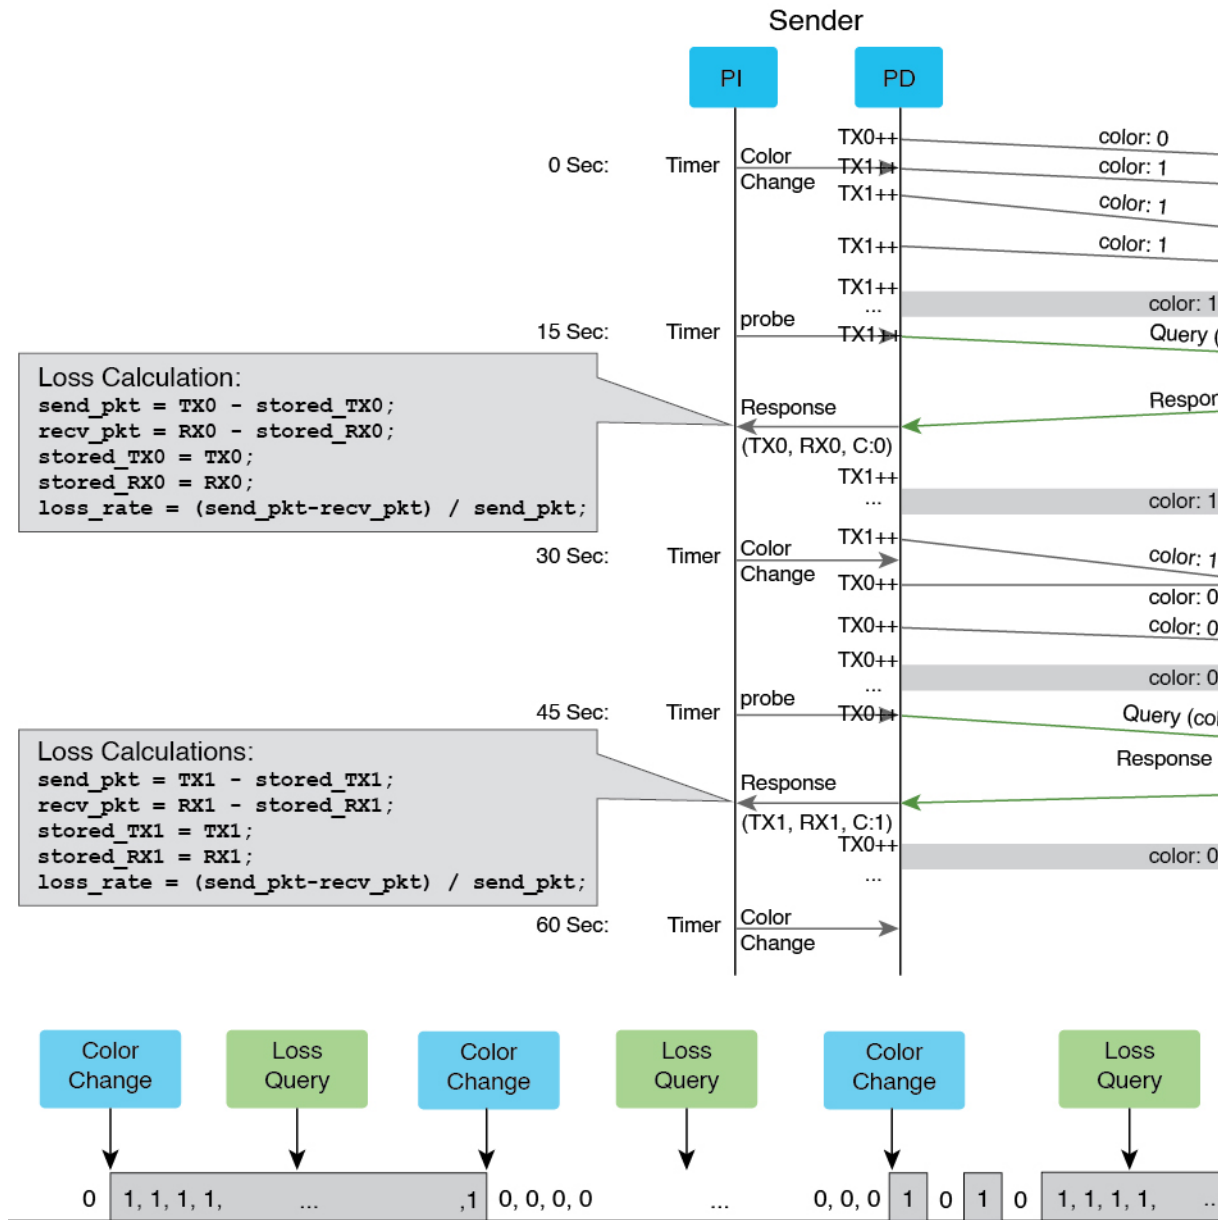 Sender
PI
PD
TX0++
color: 0
0 Sec:
Timer
Color
Change
TX1++
color: 1
TX1++
color: 1
TX1++
color: 1
TX1++
...
color: 1
15 Sec:
Timer
probe
TX1++
Query (
Loss Calculation:
send_pkt = TX0 - stored_TX0;
recv_pkt = RX0 - stored_RX0;
stored_TX0 = TX0;
stored_RX0 = RX0;
loss_rate = (send_pkt-recv_pkt) / send_pkt;
Response
(TX0, RX0, C:0)
Respon
TX1++
...
color: 1
30 Sec:
Timer
Color
Change
TX1++
color: 1
TX0++
color: 0
TX0++
color: 0
TX0++
...
color: 0
45 Sec:
Timer
probe
TX0++
Query (col
Loss Calculations:
send_pkt = TX1 - stored_TX1;
recv_pkt = RX1 - stored_RX1;
stored_TX1 = TX1;
stored_RX1 = RX1;
loss_rate = (send_pkt-recv_pkt) / send_pkt;
Response
(TX1, RX1, C:1)
Response
TX0++
...
color: 0
60 Sec:
Timer
Color
Change
Color
Change
Loss
Query
Color
Change
Loss
Query
Color
Change
Loss
Query
0 1, 1, 1, 1, ... ,1 0, 0, 0, 0 ... 0, 0, 0 1 0 1 0 1, 1, 1, 1, ...